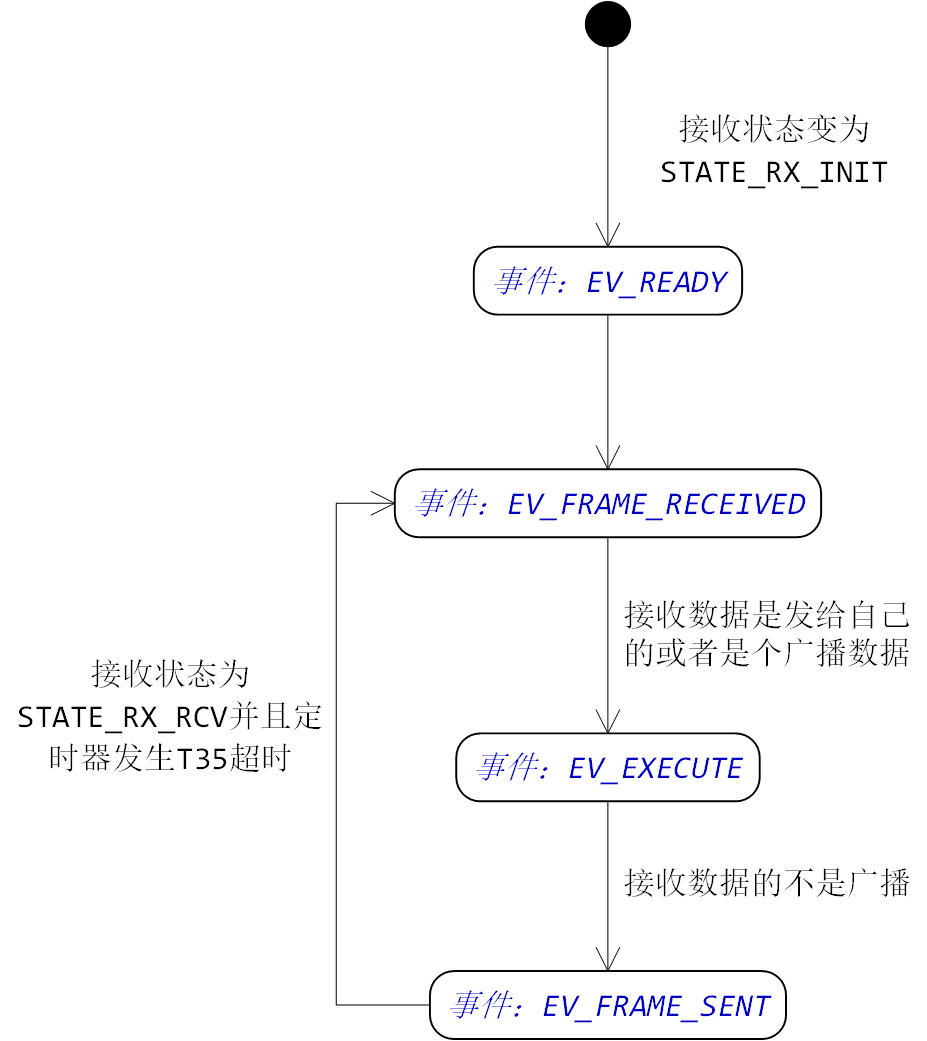 接收状态变为
STATE_RX_INIT
事件：EV_READY
事件：EV_FRAME_RECEIVED
接收数据是发给自己
的或者是个广播数据
接收状态为
STATE_RX_RCV并且定
时器发生T35超时
事件：EV_EXECUTE
接收数据的不是广播
事件：EV_FRAME_SENT